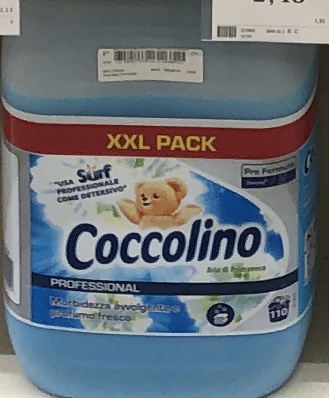 XXL PACK
Surf
"USA
PROFESSIONALE
COME DETERSIVO"
Pro Formula
Coccolino
Aria di Primavera
PROFESSIONAL
Morbidezza avvolgente e
profumo fresco
110